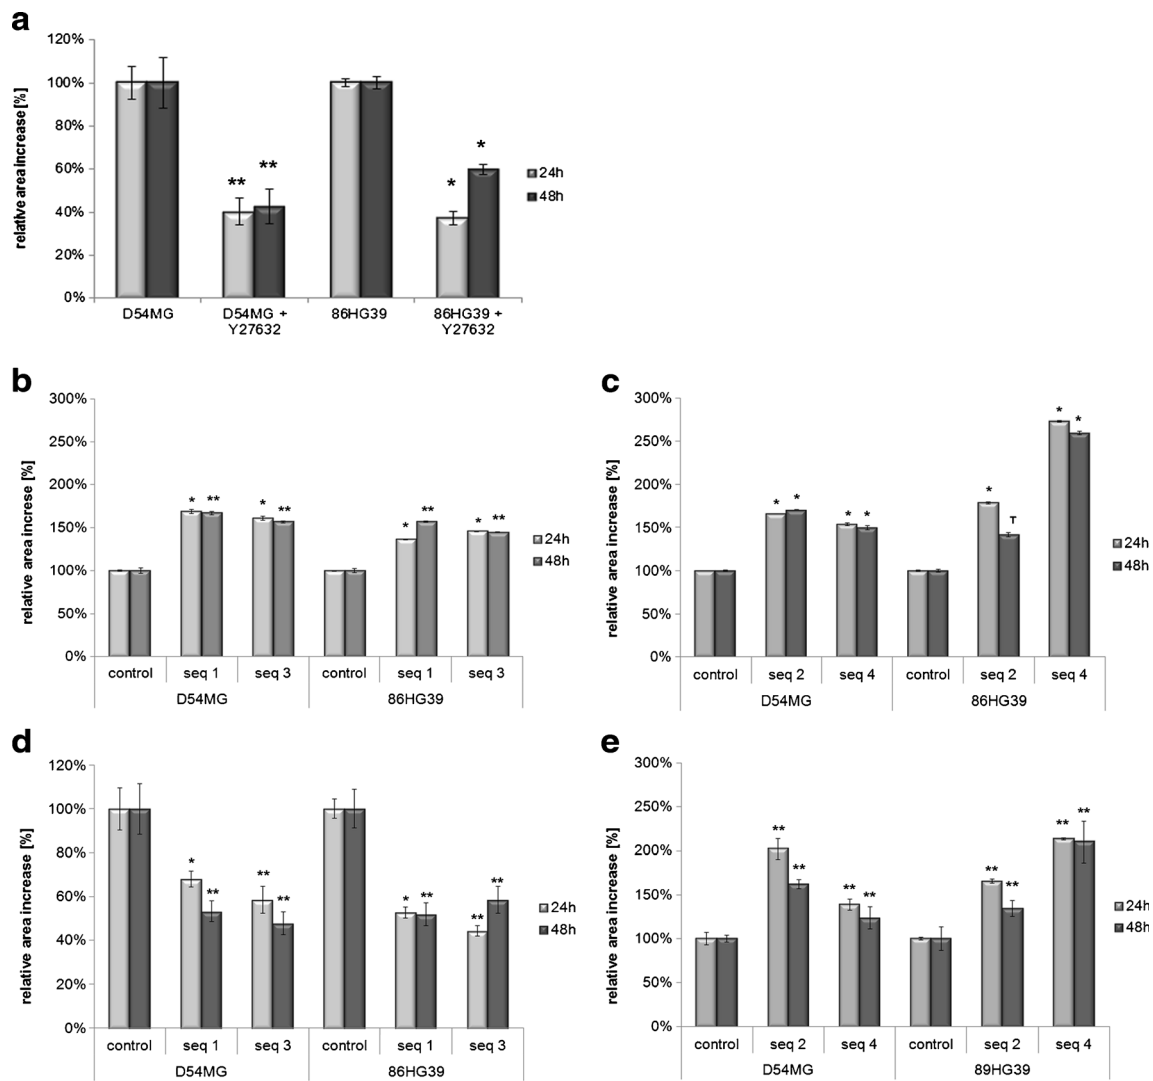 a
120%
100%
80%
60%
40%
20%
0%
relative area increase [%]
** ** * *
24h
48h
D54MG D54MG + Y27632 86HG39 86HG39 + Y27632
b
300%
250%
200%
150%
100%
50%
0%
relative area increse [%]
* ** * ** * ** * **
24h
48h
control seq 1 seq 3 control seq 1 seq 3
D54MG 86HG39
c
300%
250%
200%
150%
100%
50%
0%
relative area increase [%]
* * * * * T * *
24h
48h
control seq 2 seq 4 control seq 2 seq 4
D54MG 86HG39
d
120%
100%
80%
60%
40%
20%
0%
relative area increase [%]
* ** ** ** * ** ** **
24h
48h
control seq 1 seq 3 control seq 1 seq 3
D54MG 86HG39
e
300%
250%
200%
150%
100%
50%
0%
relative area increase [%]
** ** ** ** ** ** ** **
24h
48h
control seq 2 seq 4 control seq 2 seq 4
D54MG 89HG39